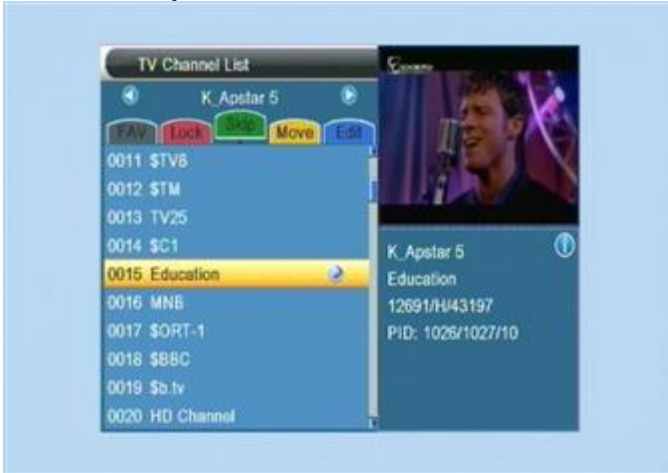 TV Channel List
K_Apstar 5
FAV Lock Skip Move Edit
0011 $TV6
0012 $TM
0013 TV25
0014 $C1
0015 Education
0016 MNB
0017 $ORT-1
0018 $BBC
0019 $b.tv
0020 HD Channel
K_Apstar 5
Education
12691/H/43197
PID: 1026/1027/10